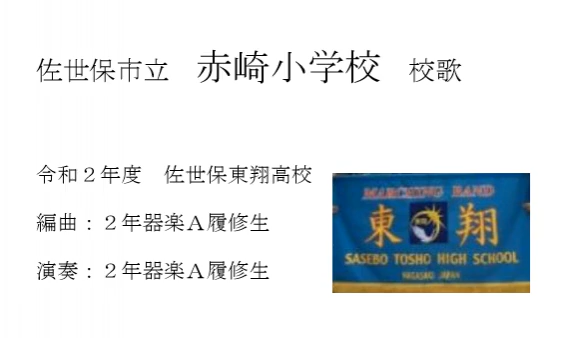 佐世保市立　赤崎小学校　校歌
令和２年度　佐世保東翔高校
編曲：２年器楽Ａ履修生
演奏：２年器楽Ａ履修生
MARCHING BAND
東 翔
SASEBO TOSHO HIGH SCHOOL
NAGASAKI JAPAN